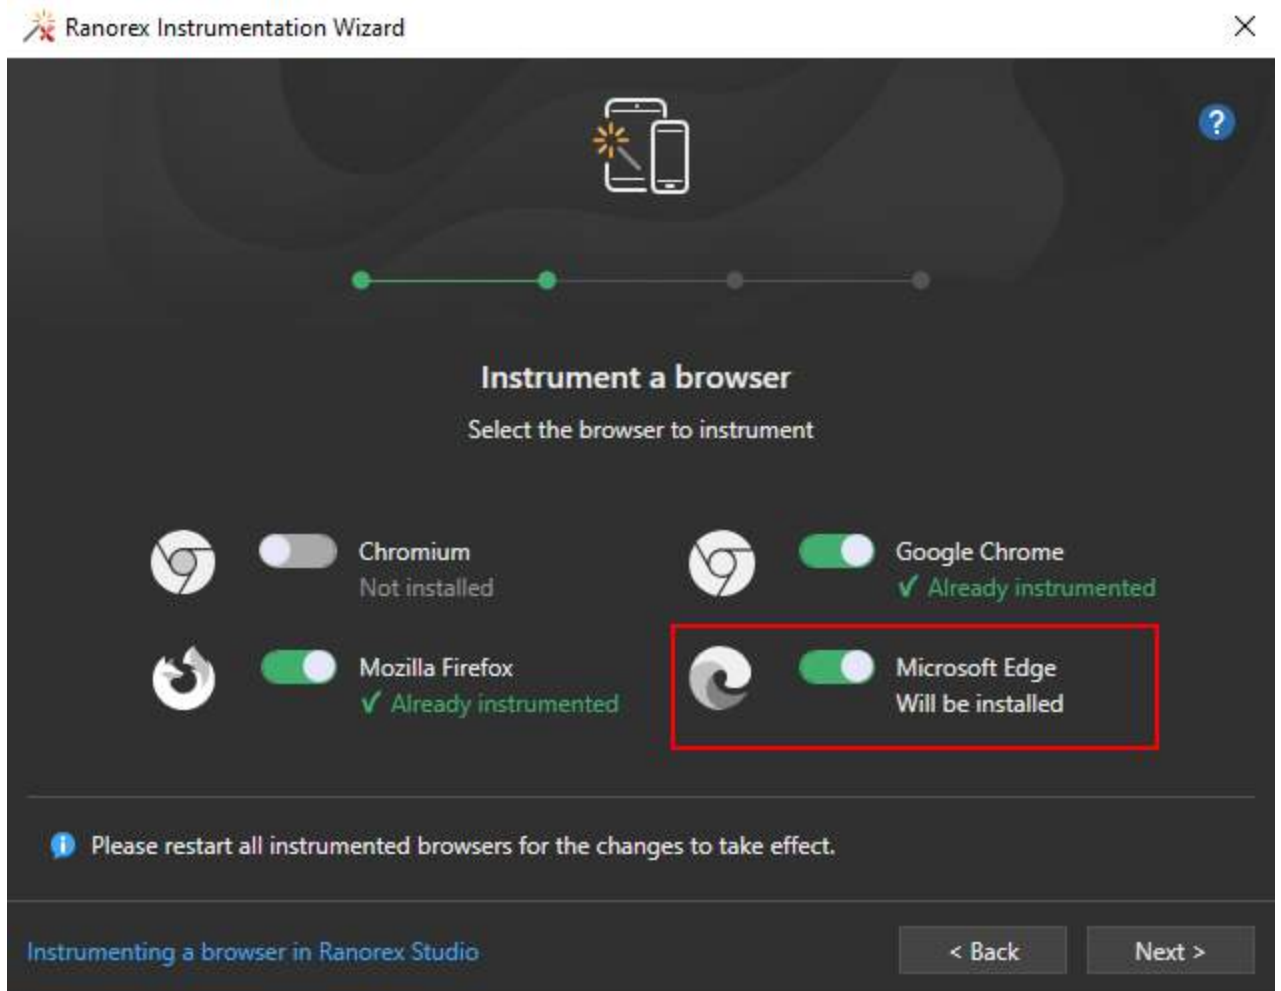 Ranorex Instrumentation Wizard
?
Instrument a browser
Select the browser to instrument
Chromium
Not installed
Google Chrome
✓ Already instrumented
Mozilla Firefox
✓ Already instrumented
Microsoft Edge
Will be installed
Please restart all instrumented browsers for the changes to take effect.
Instrumenting a browser in Ranorex Studio
< Back
Next >